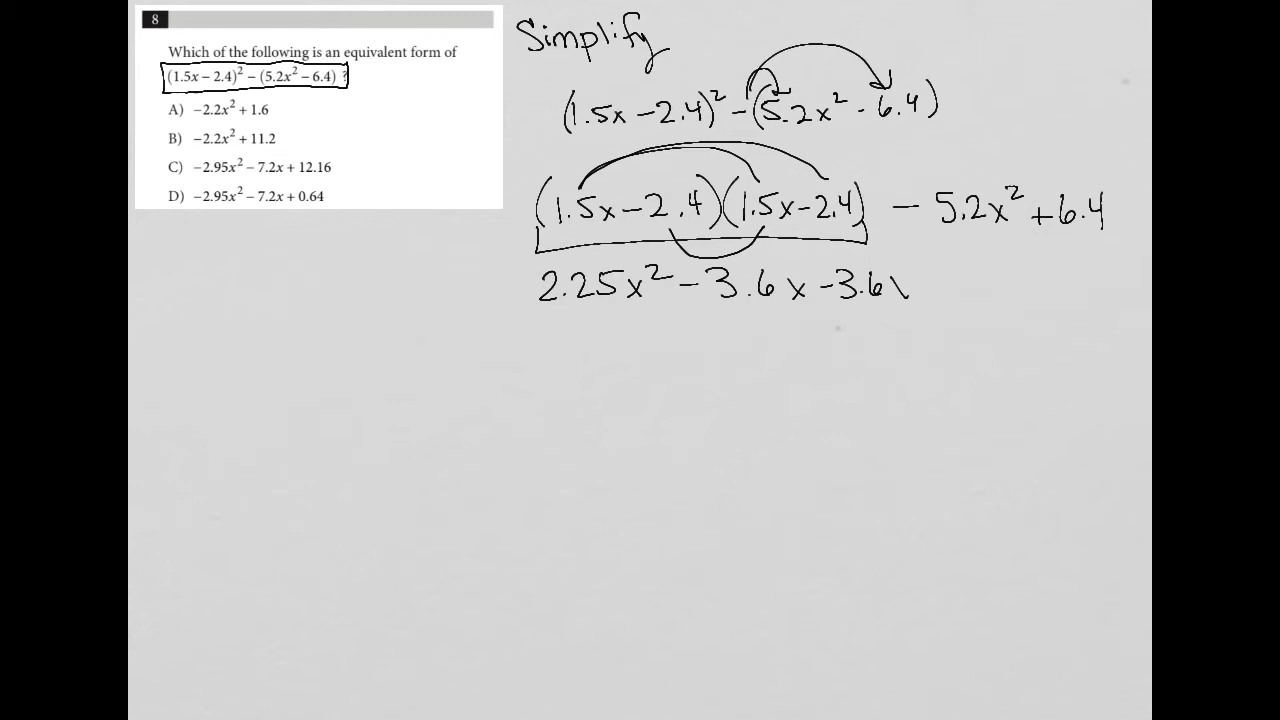 8
Which of the following is an equivalent form of
(1.5x − 2.4)² − (5.2x² − 6.4) ?
A) −2.2x² + 1.6
B) −2.2x² + 11.2
C) −2.95x² − 7.2x + 12.16
D) −2.95x² − 7.2x + 0.64
Simplify
(1.5x − 2.4)² − (5.2x² − 6.4)
(1.5x − 2.4)(1.5x − 2.4) − 5.2x² + 6.4
2.25x² − 3.6x − 3.6\